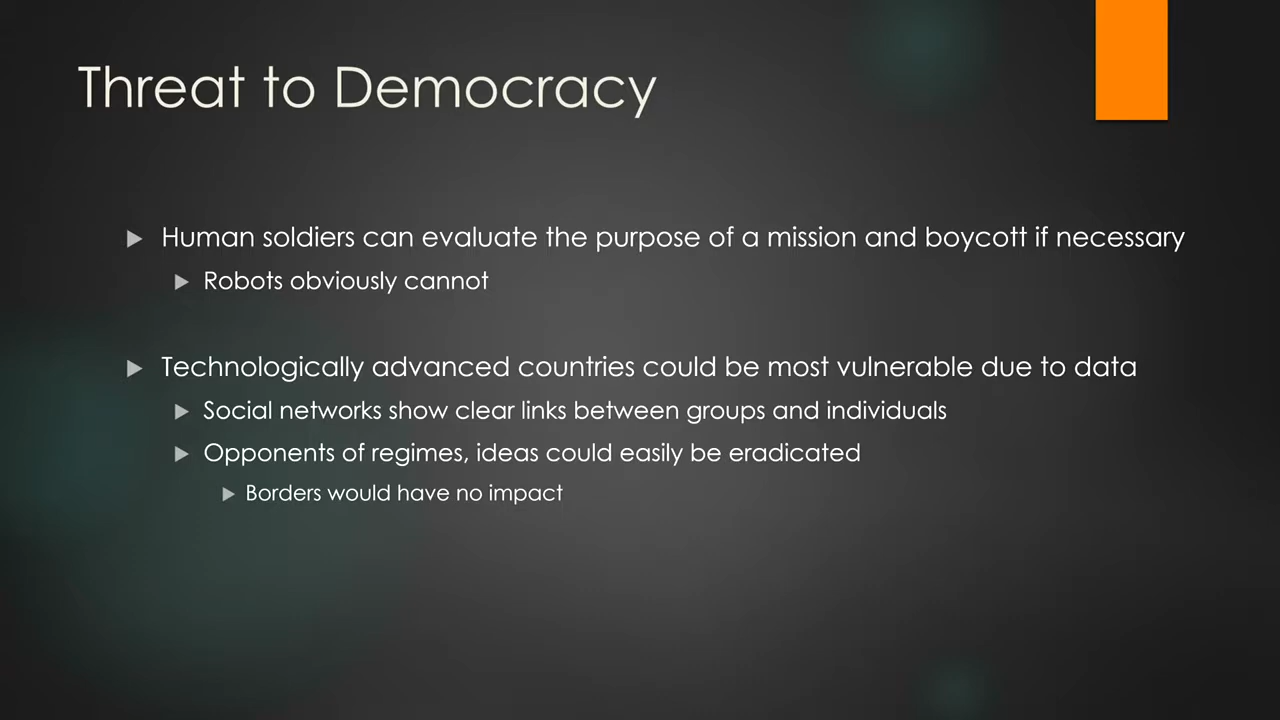 Threat to Democracy
Human soldiers can evaluate the purpose of a mission and boycott if necessary
Robots obviously cannot
Technologically advanced countries could be most vulnerable due to data
Social networks show clear links between groups and individuals
Opponents of regimes, ideas could easily be eradicated
Borders would have no impact